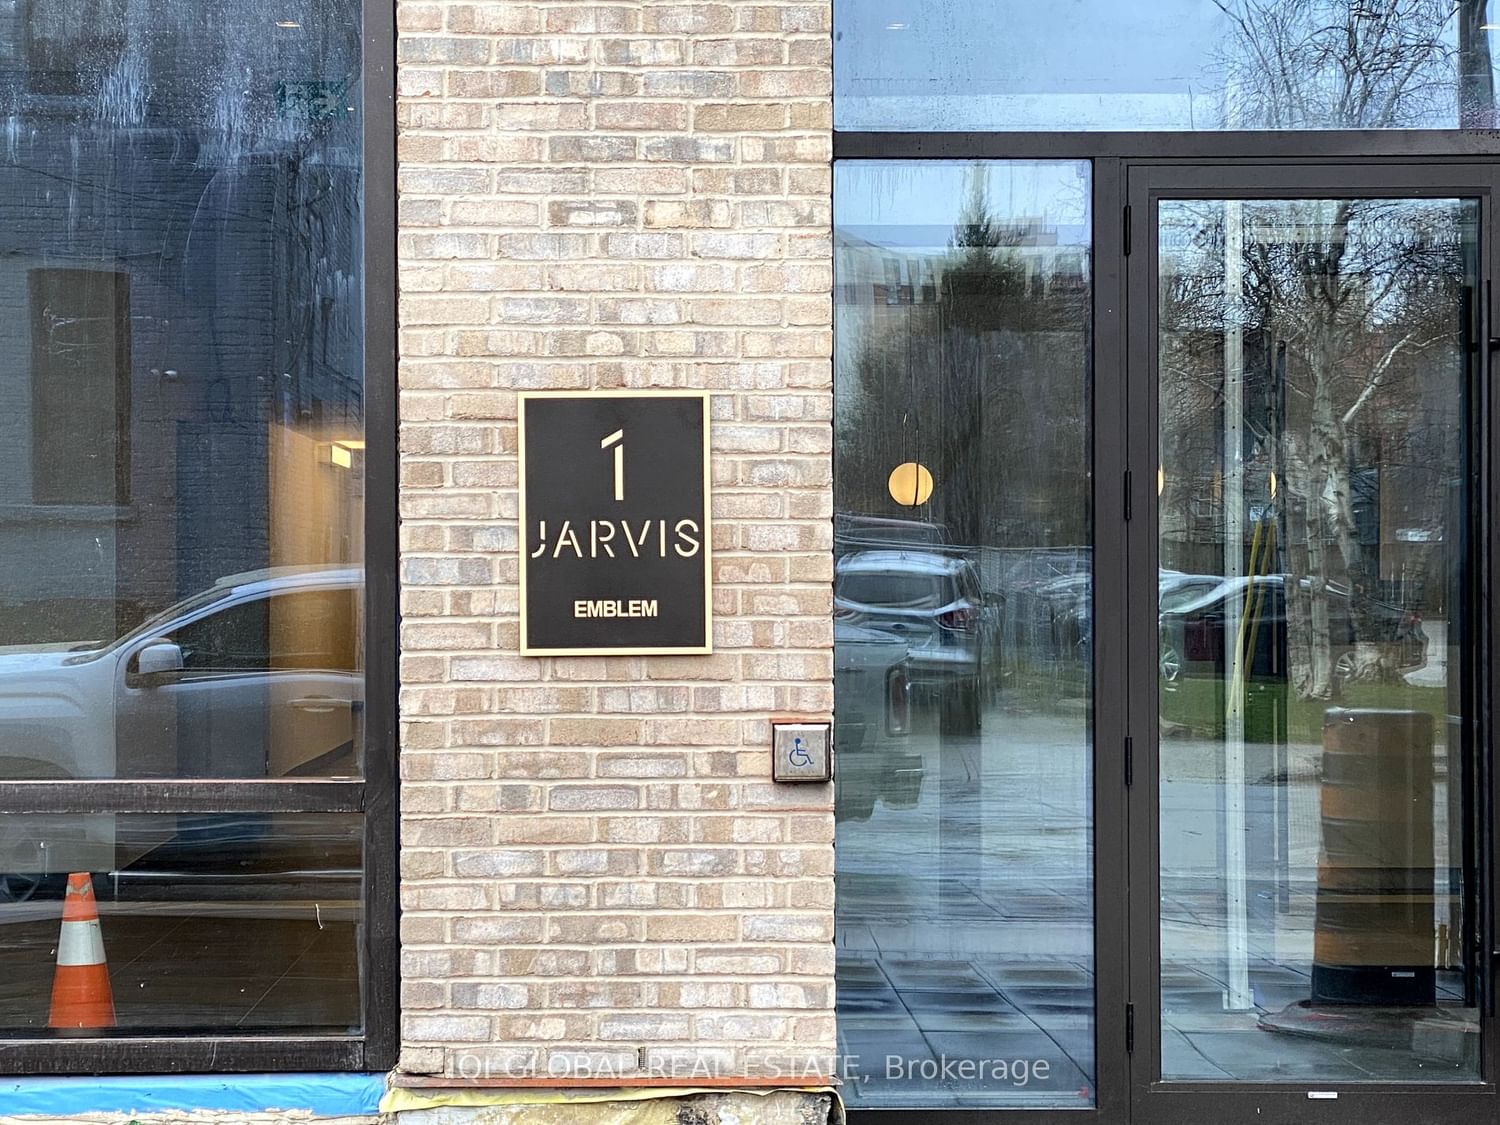 1
JARVIS
EMBLEM
IQI GLOBAL REAL ESTATE, Brokerage